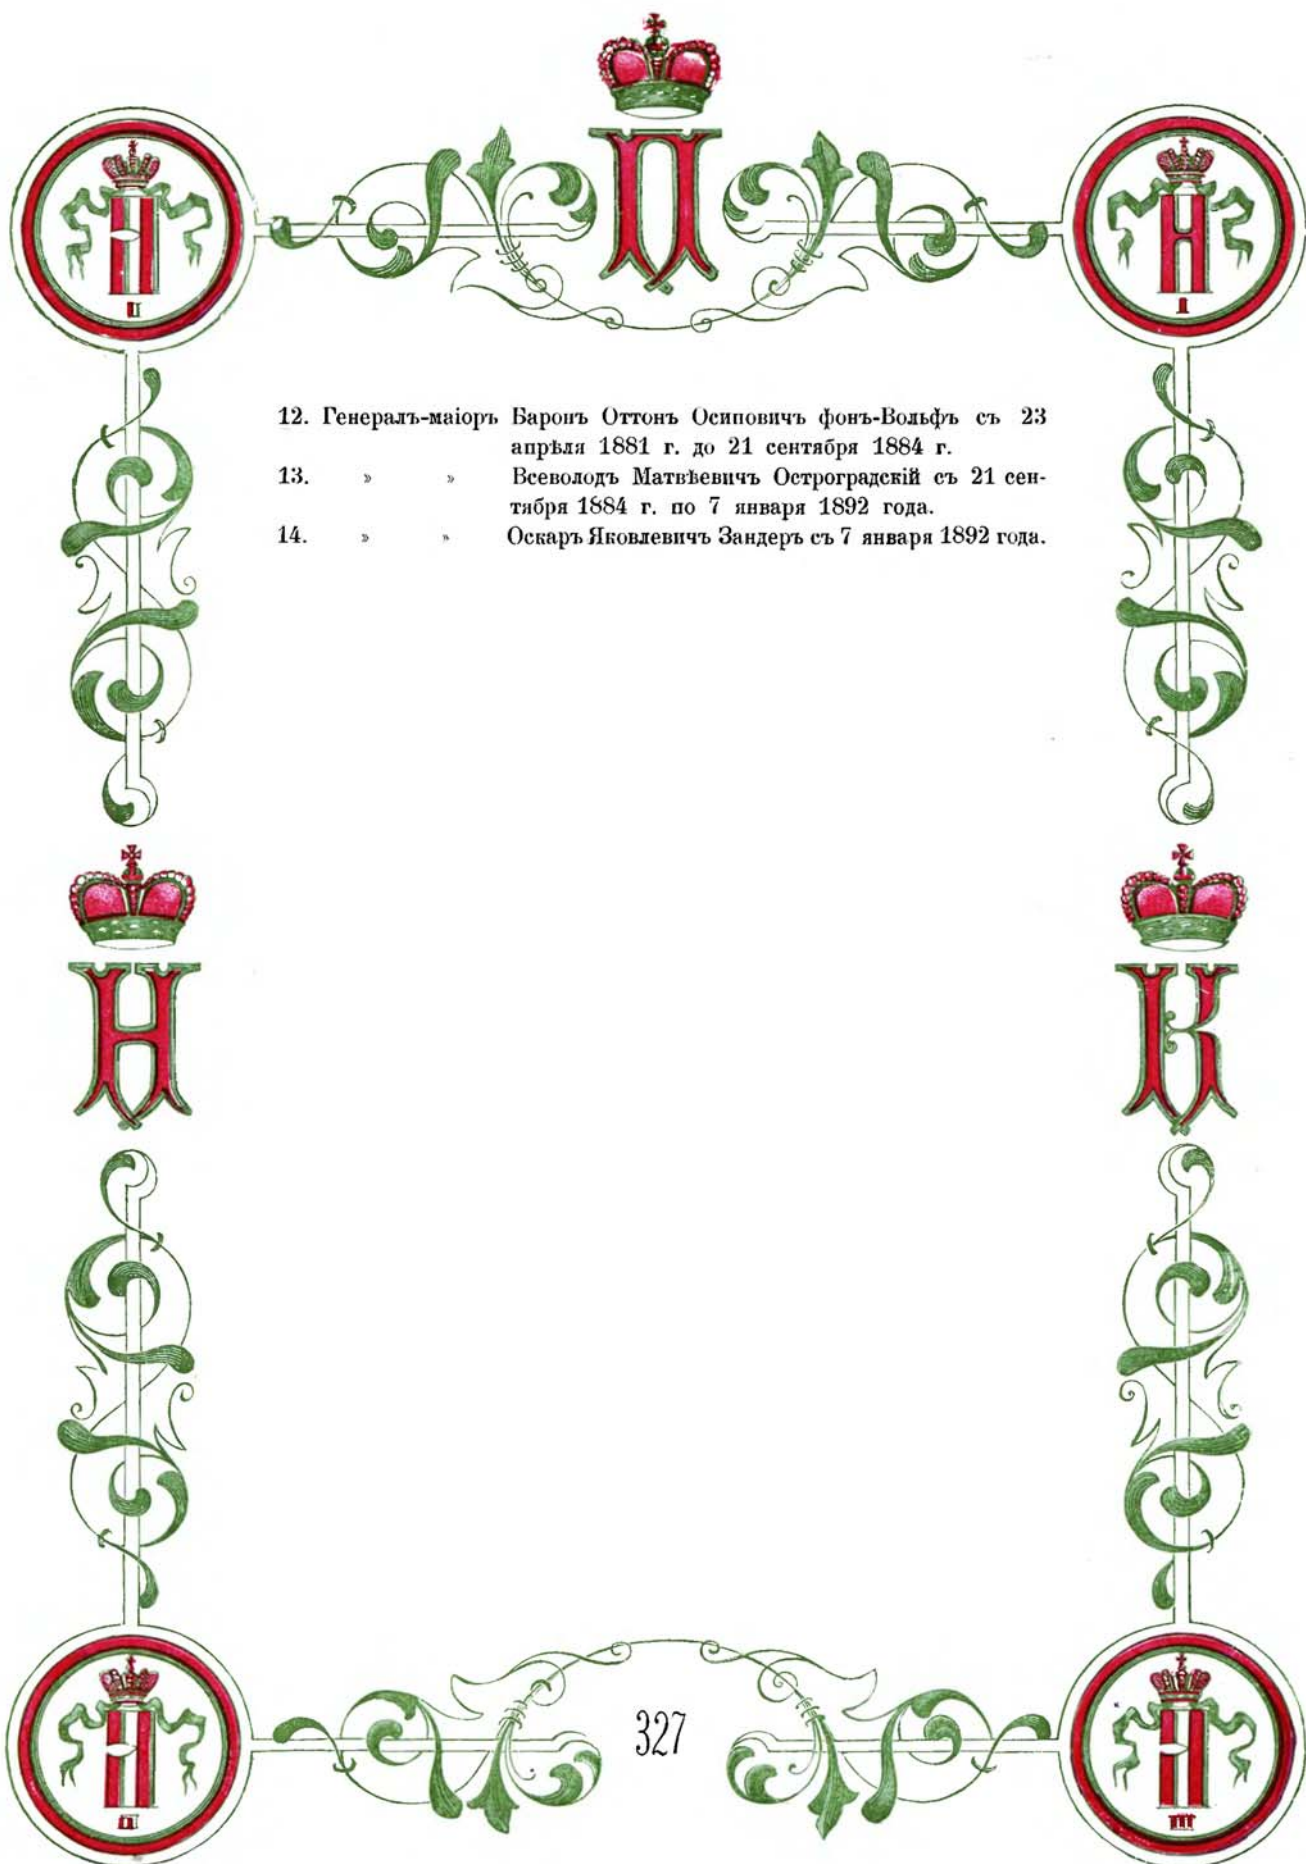 П
II
I
12. Генералъ-маіоръ Баронъ Оттонъ Осиповичъ фонъ-Вольфъ съ 23
апрѣля 1881 г. до 21 сентября 1884 г.
13. » » Всеволодъ Матвѣевичъ Остроградскій съ 21 сен-
тября 1884 г. по 7 января 1892 года.
14. » » Оскаръ Яковлевичъ Зандеръ съ 7 января 1892 года.
Н К
327
III